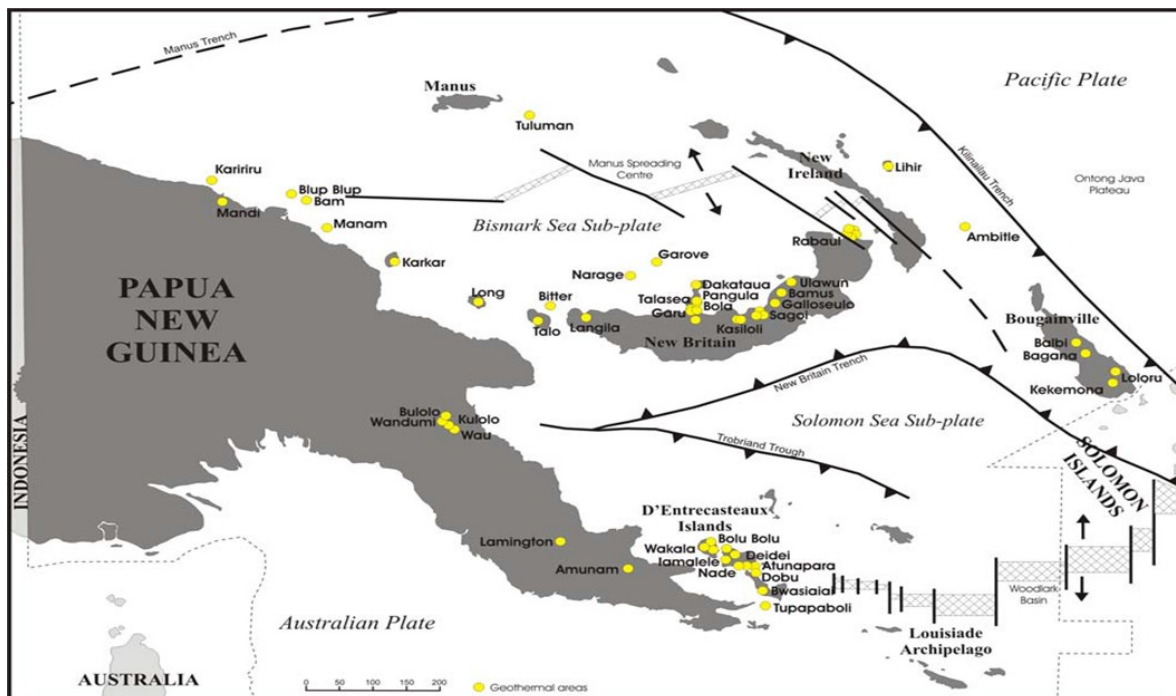 Manus Trench
Pacific Plate
Manus
Tuluman
Kaririru
Manus Spreading
Centre
New
Ireland
Lihir
Kilinailau Trench
Ontong Java
Plateau
Blup Blup
Bam
Mandi
Manam
Bismark Sea Sub-plate
Rabaul
Ambitle
Karkar
Garove
Narage
PAPUA
NEW
GUINEA
Long
Bitter
Talo
Langila
Dakataua
Talasea
Pangula
Bola
Garu
Ulawun
Bamus
Galloseulo
Sagoi
Kasiloli
New Britain
Bougainville
Balbi
Bagana
Loloru
Kekemona
New Britain Trench
Solomon Sea Sub-plate
Bulolo
Kulolo
Wandumi
Wau
Trobriand Trough
INDONESIA
SOLOMON
ISLANDS
D'Entrecasteaux
Islands
Lamington
Amunam
Bolu Bolu
Wakala
Deidei
Iamalele
Atunapara
Nade
Dobu
Bwasiaial
Tupapaboli
Woodlark
Basin
Australian Plate
Louisiade
Archipelago
AUSTRALIA
0 50 100 200
Geothermal areas